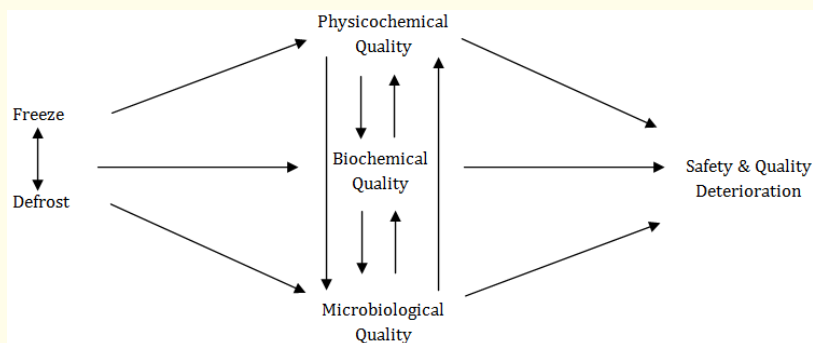 Physicochemical
Quality
Freeze
Defrost
Biochemical
Quality
Safety & Quality
Deterioration
Microbiological
Quality